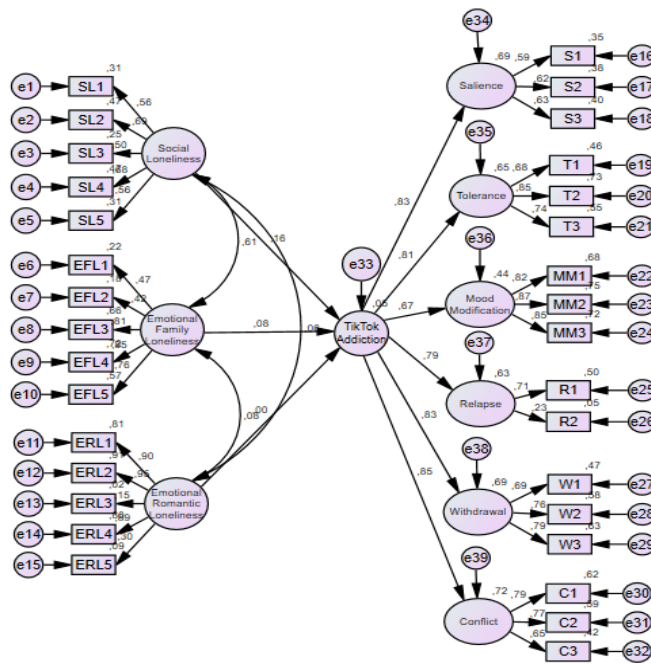 e34
,35
,69 ,59 S1 e16
,38
Salience ,62 S2 e17
,40
,63 S3 e18
e35
,46
,65 ,68 T1 e19
,73
Tolerance ,85 T2 e20
,55
,74 T3 e21
e36
,68
,44 ,82 MM1 e22
,75
Mood
Modification
,87 MM2 e23
,72
,85 MM3 e24
e37
,50
,63 ,71 R1 e25
,05
Relapse ,23 R2 e26
e38
,47
,69 ,69 W1 e27
,58
Withdrawal ,76 W2 e28
,63
,79 W3 e29
e39
,62
,72 ,79 C1 e30
,59
Conflict ,77 C2 e31
,42
,65 C3 e32
,31
e1 SL1 ,56
,47
e2 SL2 ,69
,25
e3 SL3 ,50
Social
Loneliness
,47
e4 SL4 ,68
,31
e5 SL5 ,56
,22
e6 EFL1 ,47
e7 EFL2 ,42
,66
e8 EFL3 ,81
Emotional
Family
Loneliness
e9 EFL4 ,85
,57
e10 EFL5 ,76
,81
e11 ERL1 ,90
e12 ERL2 ,95
,02
e13 ERL3 ,15
Emotional
Romantic
Loneliness
e14 ERL4 ,89
,09
e15 ERL5 ,30
,61
,16
,08
,08
,00
e33
TikTok
Addiction
,83
,81
,67
,79
,83
,85